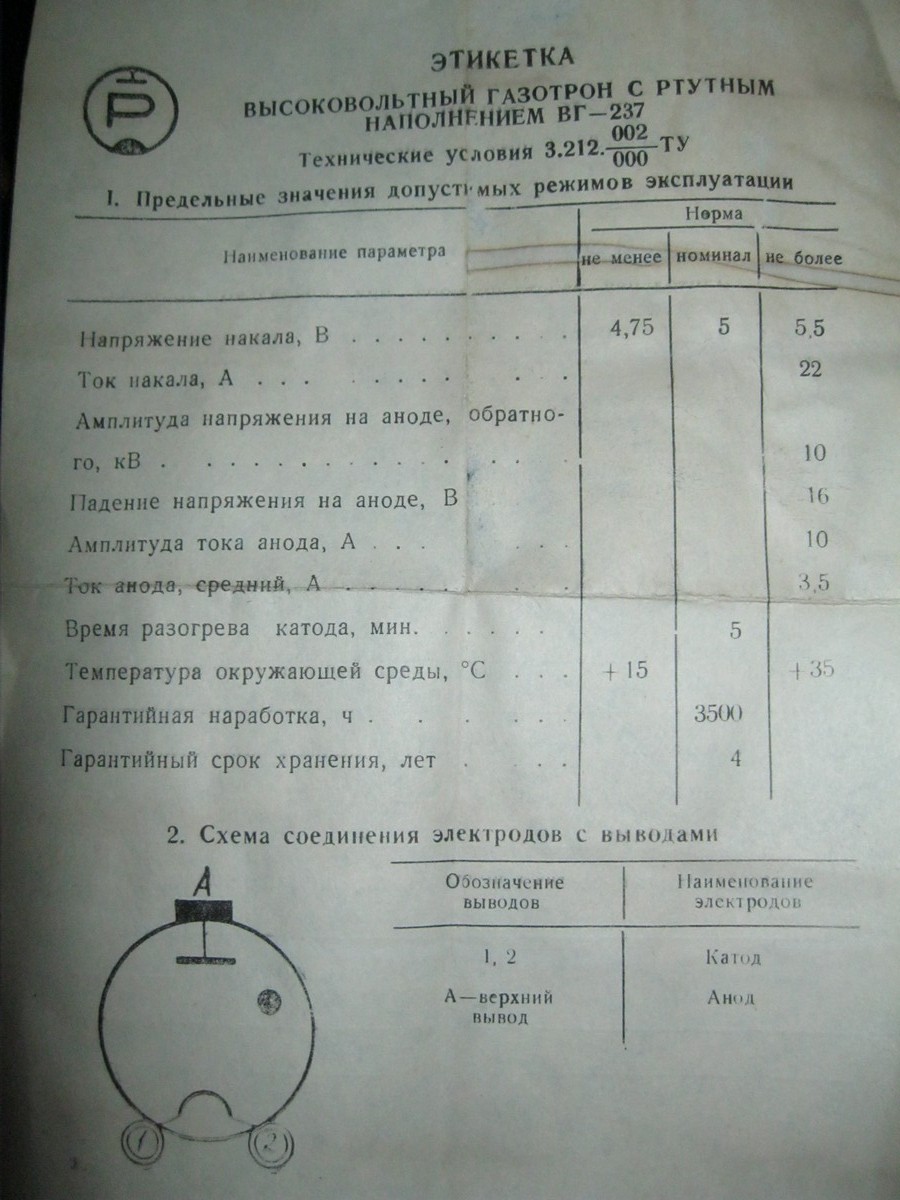 Р
ЭТИКЕТКА
ВЫСОКОВОЛЬТНЫЙ ГАЗОТРОН С РТУТНЫМ
НАПОЛНЕНИЕМ ВГ—237
Технические условия 3.212. 002/000 ТУ
1. Предельные значения допустимых режимов эксплуатации
Наименование параметра
Норма
не менее номинал не более
Напряжение накала, В . . . . . . . . . . 4,75 5 5,5
Ток накала, А . . . . . . . . . . 22
Амплитуда напряжения на аноде, обратно-
го, кВ . . . . . . . . . . . . . 10
Падение напряжения на аноде, В 16
Амплитуда тока анода, А . . . . . . 10
Ток анода, средний, А . . . . . . . . 3,5
Время разогрева катода, мин. . . . . . 5
Температура окружающей среды, °С . . . +15 +35
Гарантийная наработка, ч . . . . . . 3500
Гарантийный срок хранения, лет . . . . 4
2. Схема соединения электродов с выводами
А
1
2
Обозначение
выводов
Наименование
электродов
1, 2 Катод
А—верхний Анод
вывод